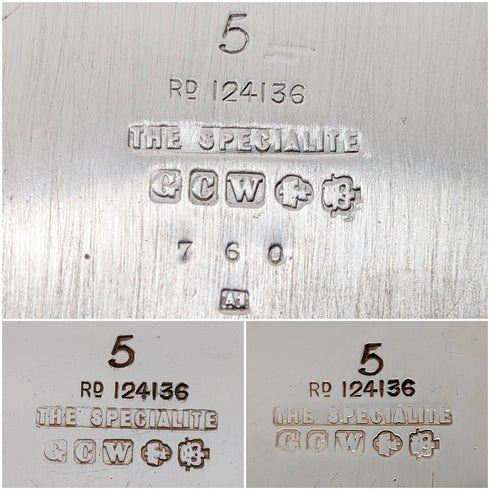 5
RD 124136
THE SPECIALITE
G C W & B
7 6 0
A1
5
RD 124136
THE SPECIALITE
G C W & B
5
RD 124136
THE SPECIALITE
G C W & B